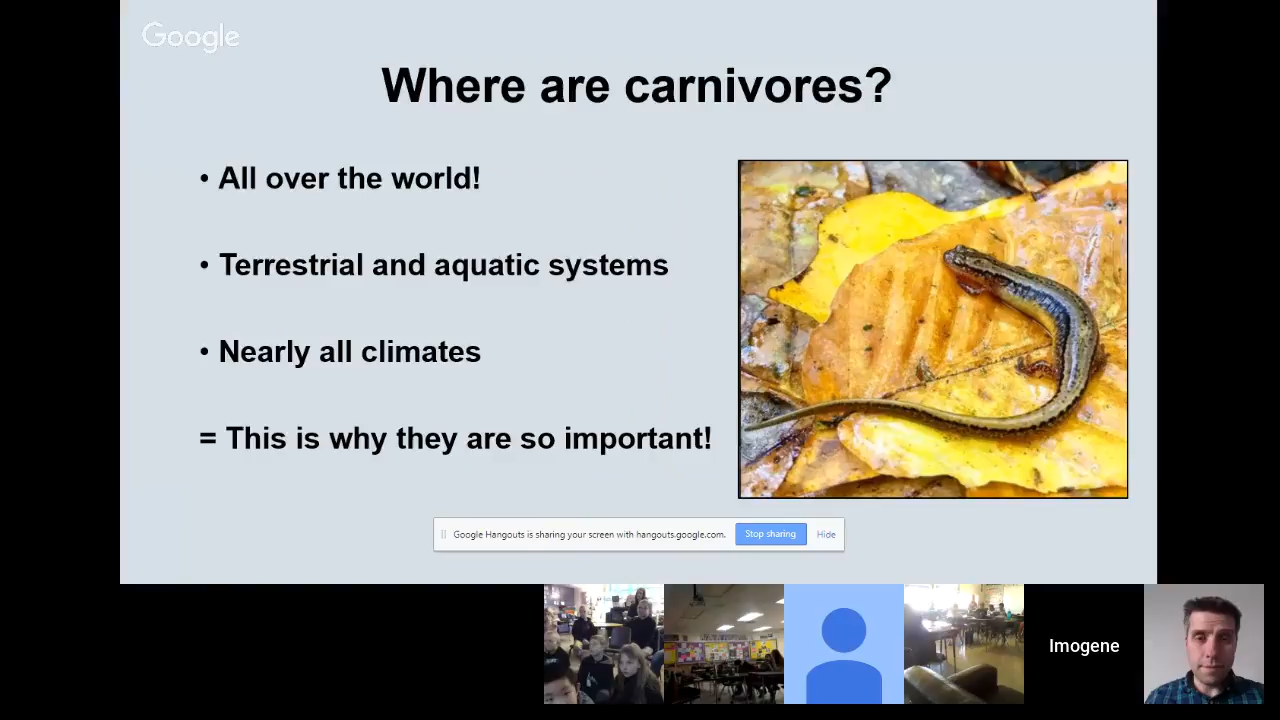 Google
Where are carnivores?
• All over the world!
• Terrestrial and aquatic systems
• Nearly all climates
= This is why they are so important!
Google Hangouts is sharing your screen with hangouts.google.com. Stop sharing Hide
Imogene